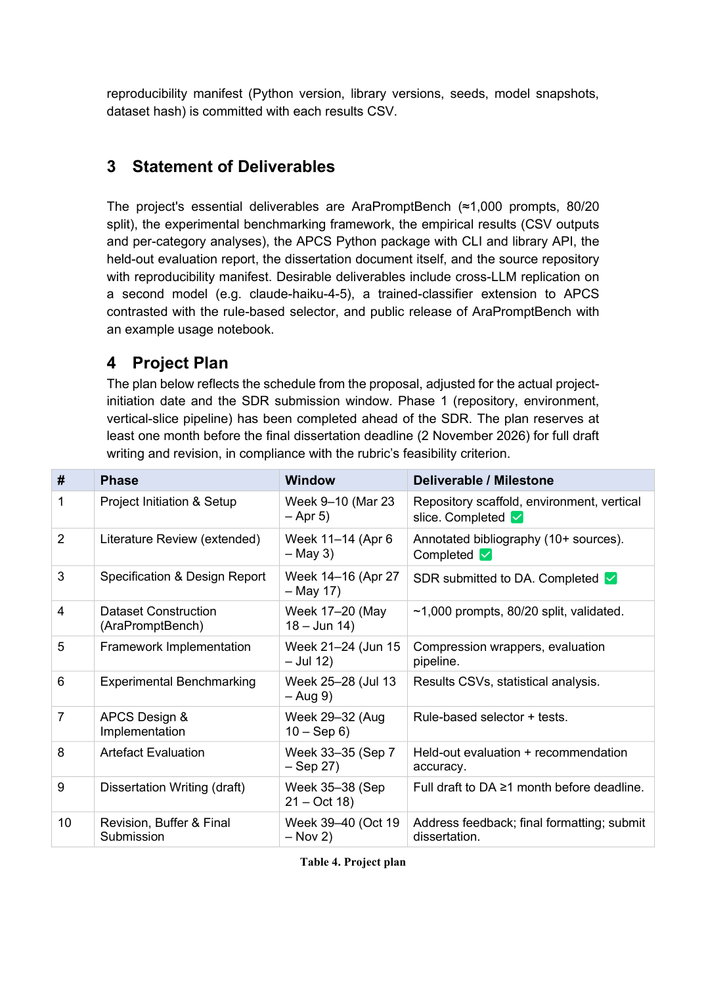 reproducibility manifest (Python version, library versions, seeds, model snapshots,
dataset hash) is committed with each results CSV.
3 Statement of Deliverables
The project's essential deliverables are AraPromptBench (≈1,000 prompts, 80/20
split), the experimental benchmarking framework, the empirical results (CSV outputs
and per-category analyses), the APCS Python package with CLI and library API, the
held-out evaluation report, the dissertation document itself, and the source repository
with reproducibility manifest. Desirable deliverables include cross-LLM replication on
a second model (e.g. claude-haiku-4-5), a trained-classifier extension to APCS
contrasted with the rule-based selector, and public release of AraPromptBench with
an example usage notebook.
4 Project Plan
The plan below reflects the schedule from the proposal, adjusted for the actual project-
initiation date and the SDR submission window. Phase 1 (repository, environment,
vertical-slice pipeline) has been completed ahead of the SDR. The plan reserves at
least one month before the final dissertation deadline (2 November 2026) for full draft
writing and revision, in compliance with the rubric’s feasibility criterion.
# Phase Window Deliverable / Milestone
1 Project Initiation & Setup Week 9–10 (Mar 23 Repository scaffold, environment, vertical
– Apr 5) slice. Completed ✅
2 Literature Review (extended) Week 11–14 (Apr 6 Annotated bibliography (10+ sources).
– May 3) Completed ✅
3 Specification & Design Report Week 14–16 (Apr 27 SDR submitted to DA. Completed ✅
– May 17)
4 Dataset Construction Week 17–20 (May ~1,000 prompts, 80/20 split, validated.
(AraPromptBench) 18 – Jun 14)
5 Framework Implementation Week 21–24 (Jun 15 Compression wrappers, evaluation
– Jul 12) pipeline.
6 Experimental Benchmarking Week 25–28 (Jul 13 Results CSVs, statistical analysis.
– Aug 9)
7 APCS Design & Week 29–32 (Aug Rule-based selector + tests.
Implementation 10 – Sep 6)
8 Artefact Evaluation Week 33–35 (Sep 7 Held-out evaluation + recommendation
– Sep 27) accuracy.
9 Dissertation Writing (draft) Week 35–38 (Sep Full draft to DA ≥1 month before deadline.
21 – Oct 18)
10 Revision, Buffer & Final Week 39–40 (Oct 19 Address feedback; final formatting; submit
Submission – Nov 2) dissertation.
Table 4. Project plan